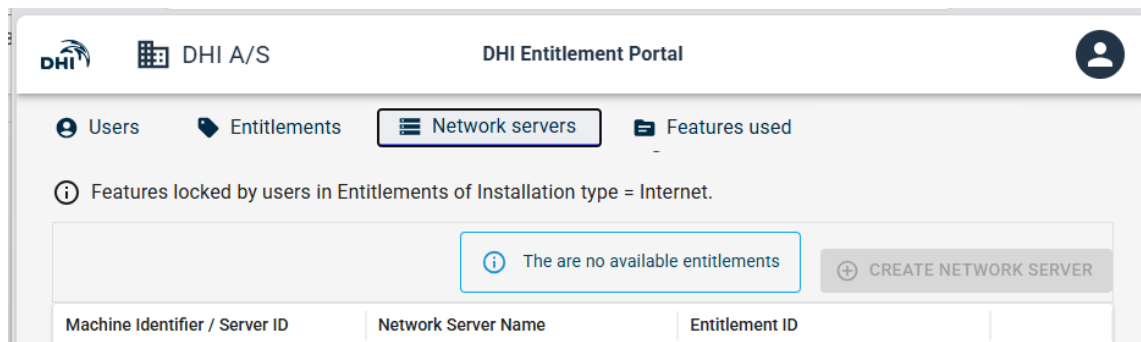 DHI DHI A/S DHI Entitlement Portal
Users Entitlements Network servers Features used
Features locked by users in Entitlements of Installation type = Internet.
The are no available entitlements CREATE NETWORK SERVER
Machine Identifier / Server ID Network Server Name Entitlement ID